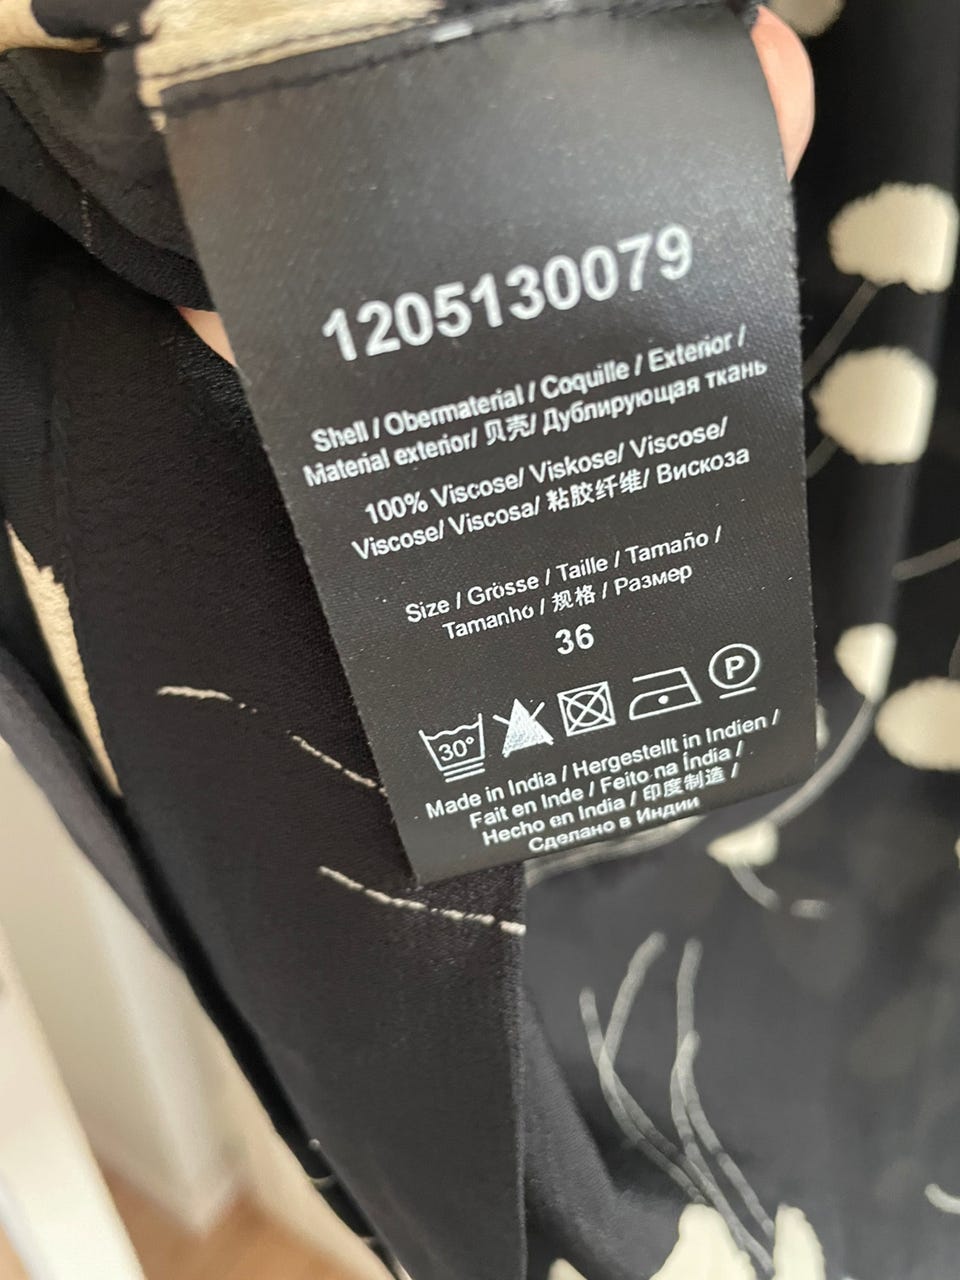 1205130079
Shell / Obermaterial / Coquille / Exterior /
Material exterior/ 贝壳/ Дублирующая ткань
100% Viscose/ Viskose/ Viscose/
Viscose/ Viscosa/ 粘胶纤维/ Вискоза
Size / Grösse / Taille / Tamaño /
Tamanho / 规格 / Размер
36
30°
P
Made in India / Hergestellt in Indien /
Fait en Inde / Feito na Índia /
Hecho en India / 印度制造 /
Сделано в Индии